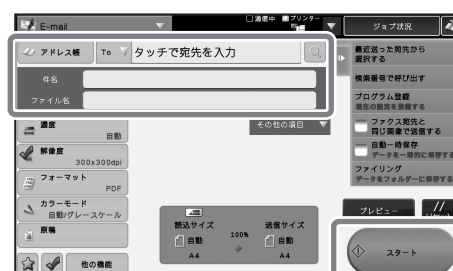 E-mail
通信中 プリンター
ジョブ状況
アドレス帳 To タッチで宛先を入力
件名
ファイル名
最近送った宛先から
選択する
検索番号で呼び出す
プログラム登録
現在の設定を登録する
ファクス宛先と
同じ画像で送信する
自動一時保存
データを一時的に保存する
ファイリング
データをフォルダーに保存する
濃度
自動
その他の項目
解像度
300x300dpi
フォーマット
PDF
カラーモード
自動/グレースケール
原稿
他の機能
読込サイズ 100% 送信サイズ
自動 自動
A4 A4
プレビュー
スタート